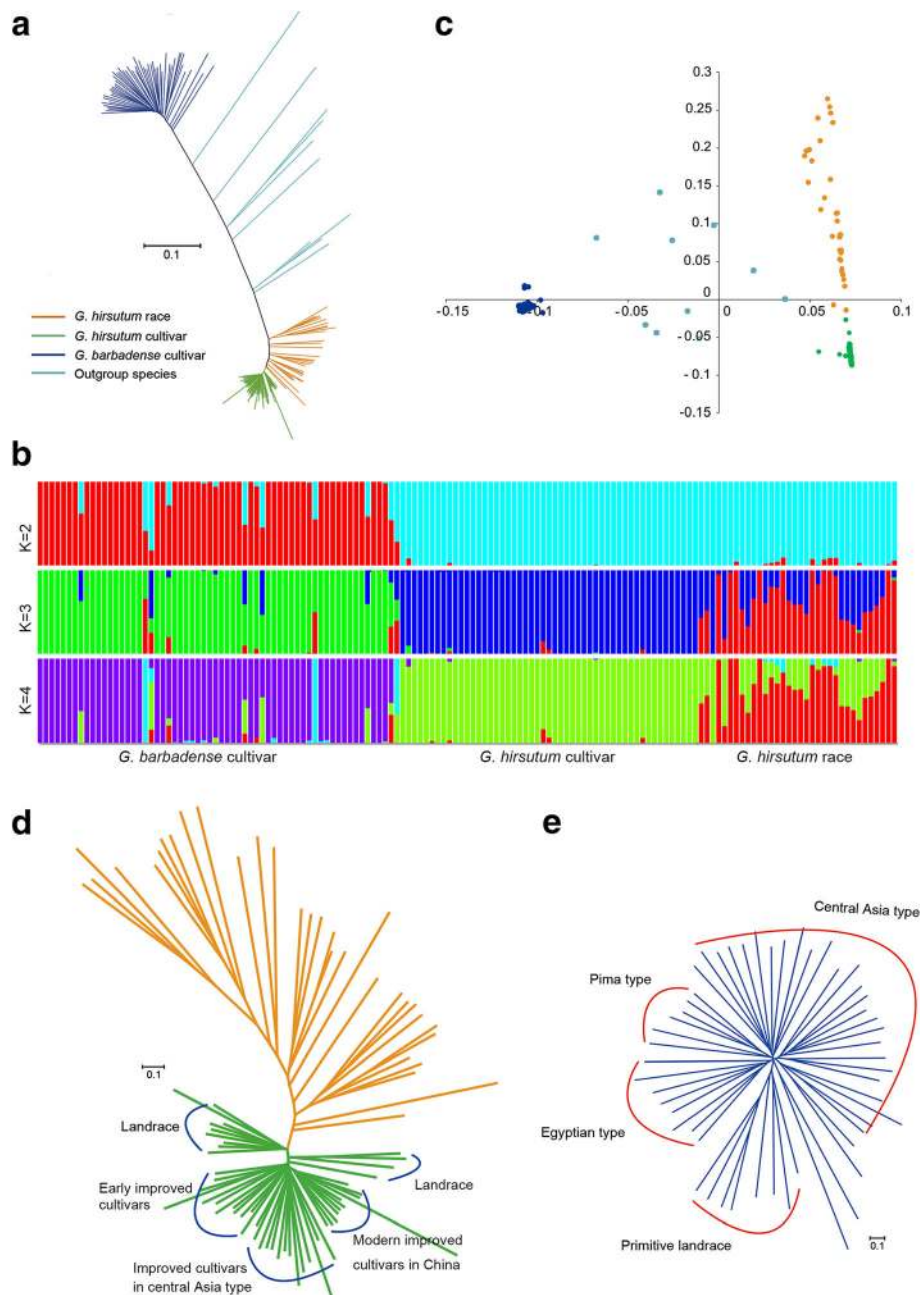 a
0.1
G. hirsutum race
G. hirsutum cultivar
G. barbadense cultivar
Outgroup species
c
0.3
0.25
0.2
0.15
0.1
0.05
0
-0.15
-0.1
-0.05
0
0.05
0.1
-0.05
-0.1
-0.15
b
K=2
K=3
K=4
G. barbadense cultivar
G. hirsutum cultivar
G. hirsutum race
d
0.1
Landrace
Early improved
cultivars
Improved cultivars
in central Asia type
Modern improved
cultivars in China
Landrace
e
Central Asia type
Pima type
Egyptian type
Primitive landrace
0.1